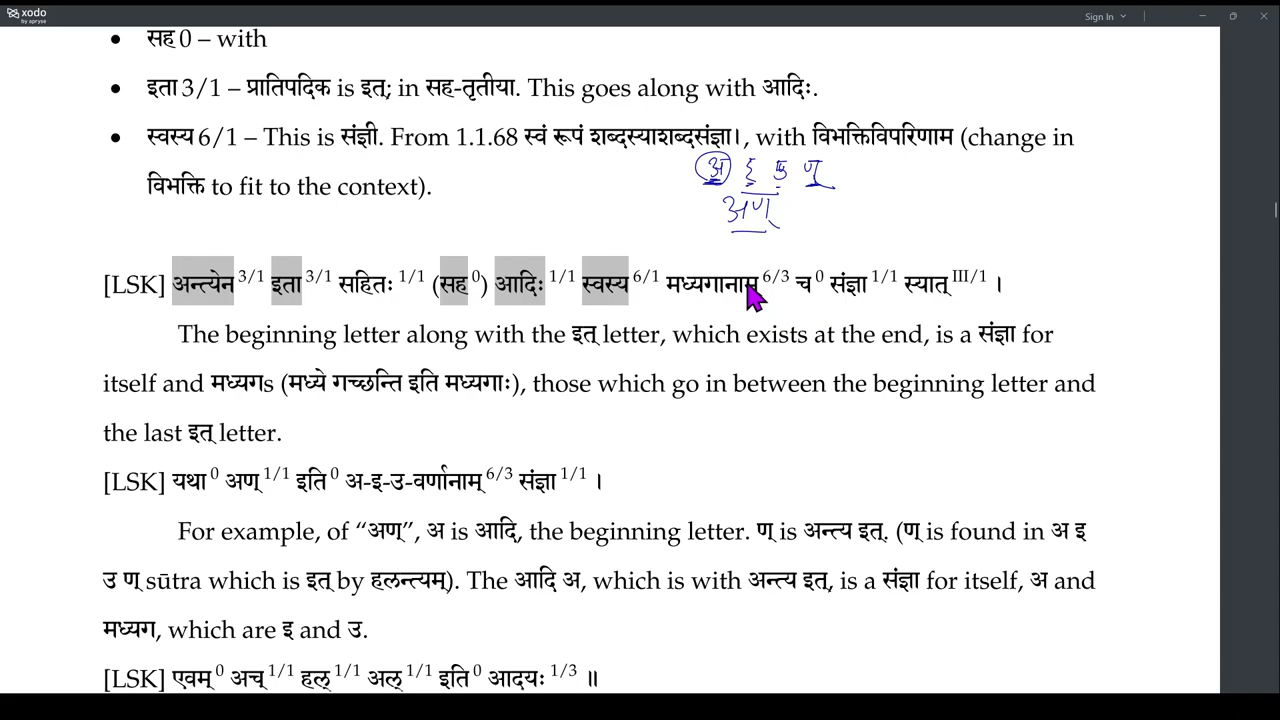 xodo
by apryse
Sign In
• सह 0 – with
• इता 3/1 – प्रातिपदिक is इत्; in सह-तृतीया. This goes along with आदिः.
• स्वस्य 6/1 – This is संज्ञी. From 1.1.68 स्वं रूपं शब्दस्याशब्दसंज्ञा।, with विभक्तिविपरिणाम (change in
विभक्ति to fit to the context).
अ इ उ ण्
अण्
[LSK] अन्त्येन 3/1 इता 3/1 सहितः 1/1 (सह 0) आदिः 1/1 स्वस्य 6/1 मध्यगानाम् 6/3 च 0 संज्ञा 1/1 स्यात् III/1 ।
The beginning letter along with the इत् letter, which exists at the end, is a संज्ञा for
itself and मध्यगs (मध्ये गच्छन्ति इति मध्यगाः), those which go in between the beginning letter and
the last इत् letter.
[LSK] यथा 0 अण् 1/1 इति 0 अ-इ-उ-वर्णानाम् 6/3 संज्ञा 1/1 ।
For example, of “अण्”, अ is आदि, the beginning letter. ण् is अन्त्य इत्. (ण् is found in अ इ
उ ण् sūtra which is इत् by हलन्त्यम्). The आदि अ, which is with अन्त्य इत्, is a संज्ञा for itself, अ and
मध्यग, which are इ and उ.
[LSK] एवम् 0 अच् 1/1 हल् 1/1 अल् 1/1 इति 0 आदयः 1/3 ॥